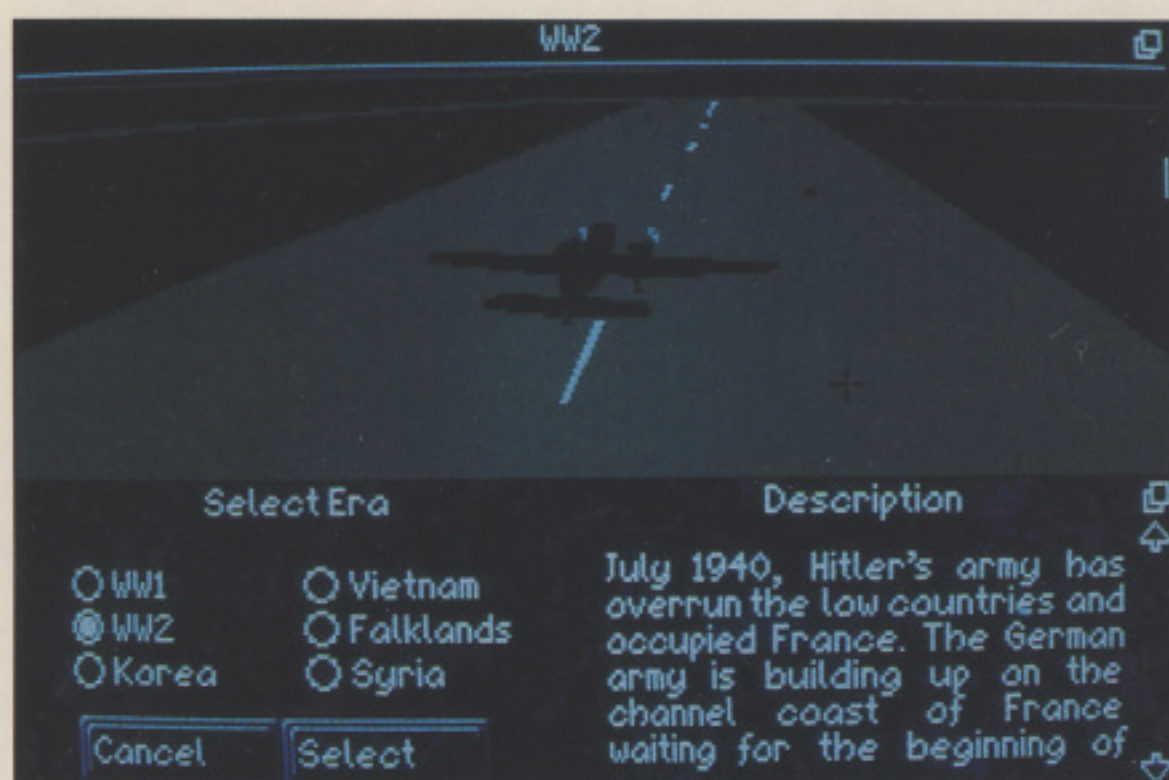 WW2
Select Era
WW1
Vietnam
WW2
Falklands
Korea
Syria
Cancel
Select
Description
July 1940, Hitler's army has
overrun the low countries and
occupied France. The German
army is building up on the
channel coast of France
waiting for the beginning of